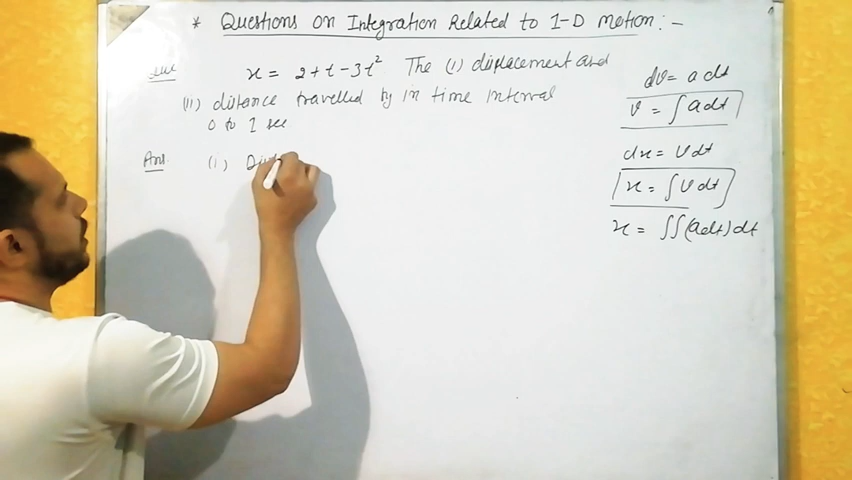 * Questions on Integration Related to 1-D Motion:-
x = 2+t-3t². The (i) displacement and
(ii) distance travelled by in time interval
0 to 1 sec
Ans. (i)
dv = a dt
v = ∫ a dt
dx = v dt
x = ∫ v dt
x = ∫∫ (a dt) dt